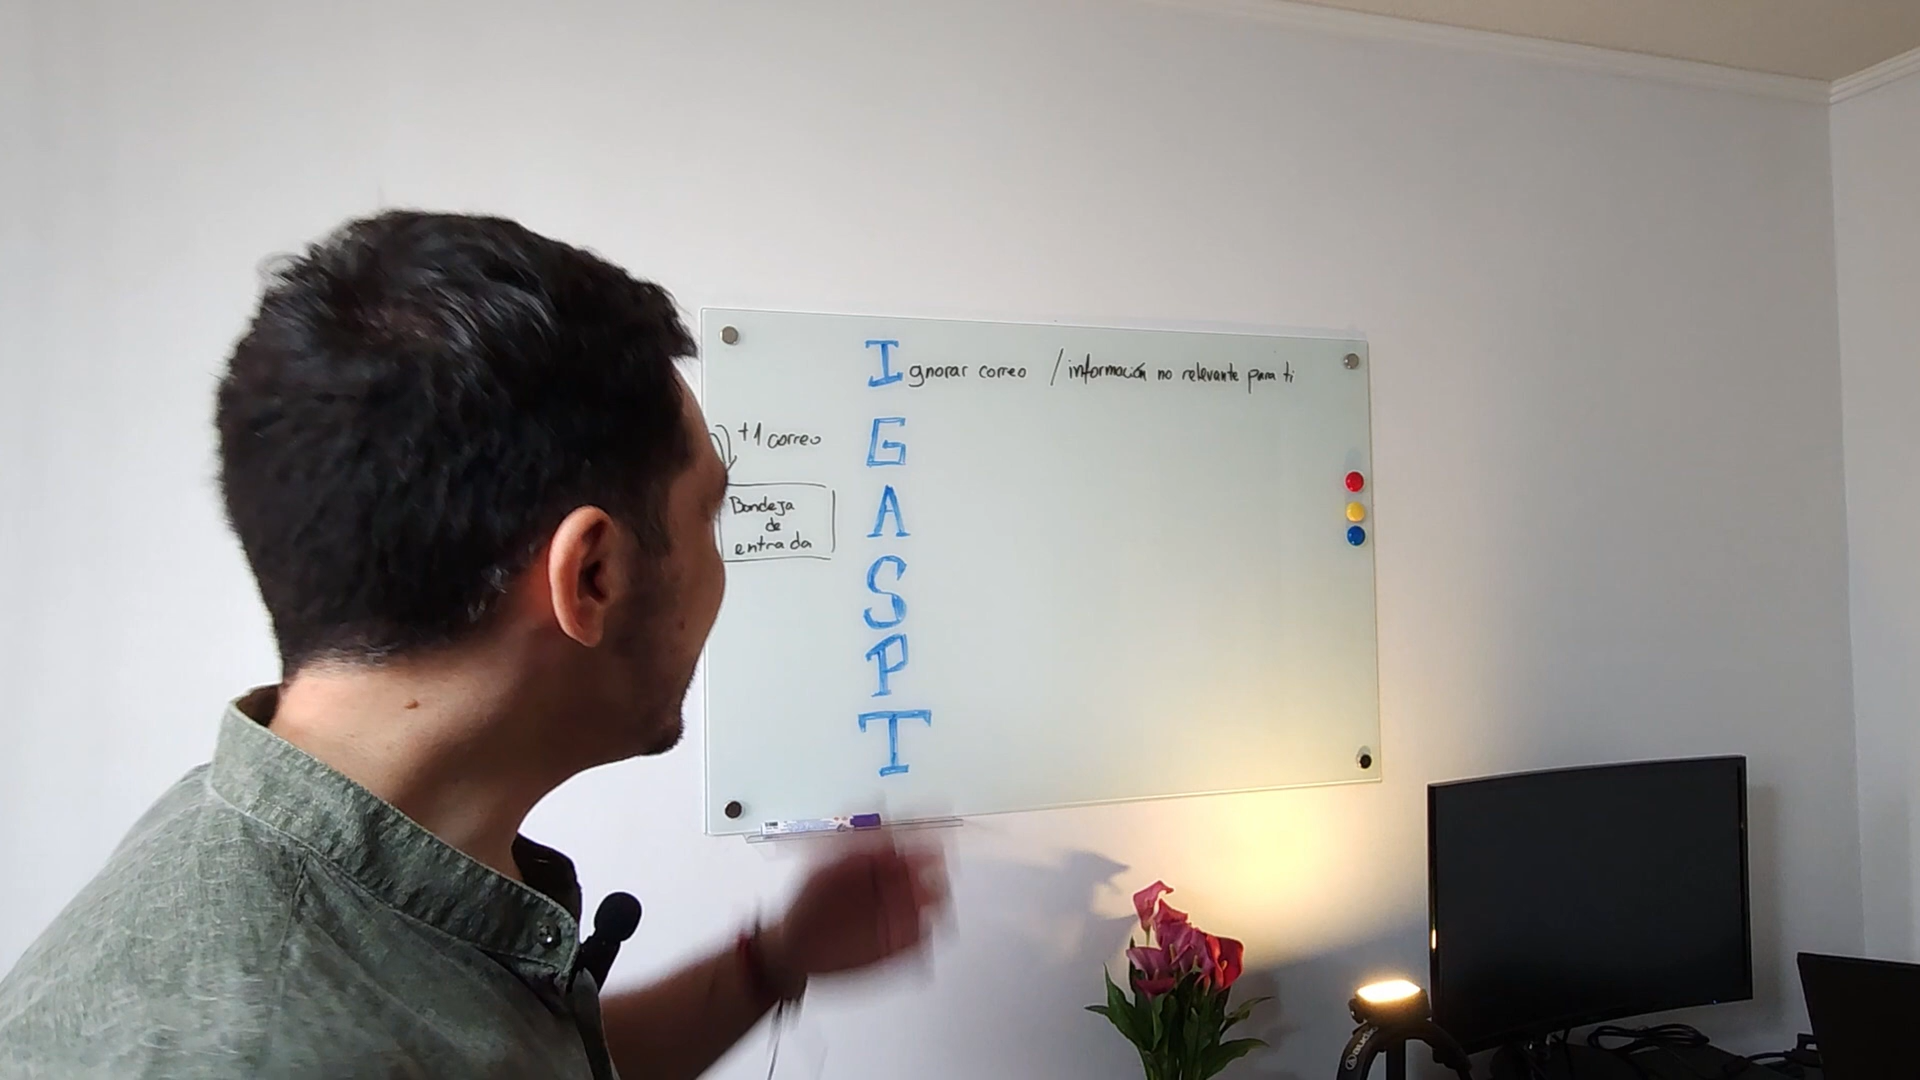 Ignorar correo / información no relevante para ti
+1 correo
G
Bandeja
de
entrada
A
S
P
T